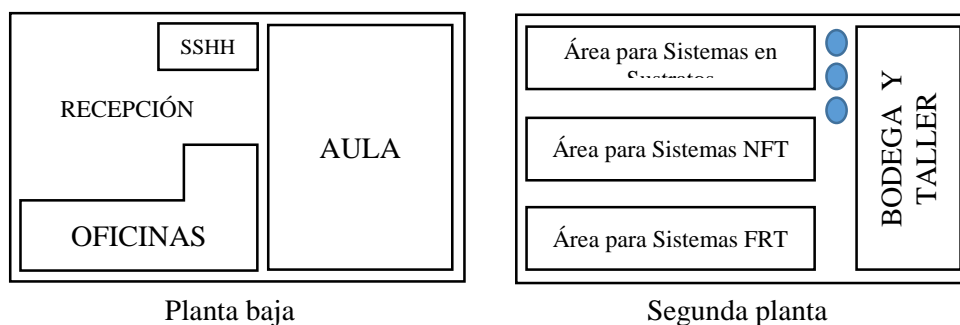 SSHH
RECEPCIÓN
AULA
OFICINAS
Planta baja
Área para Sistemas en
Sustratos
Área para Sistemas NFT
Área para Sistemas FRT
BODEGA Y
TALLER
Segunda planta